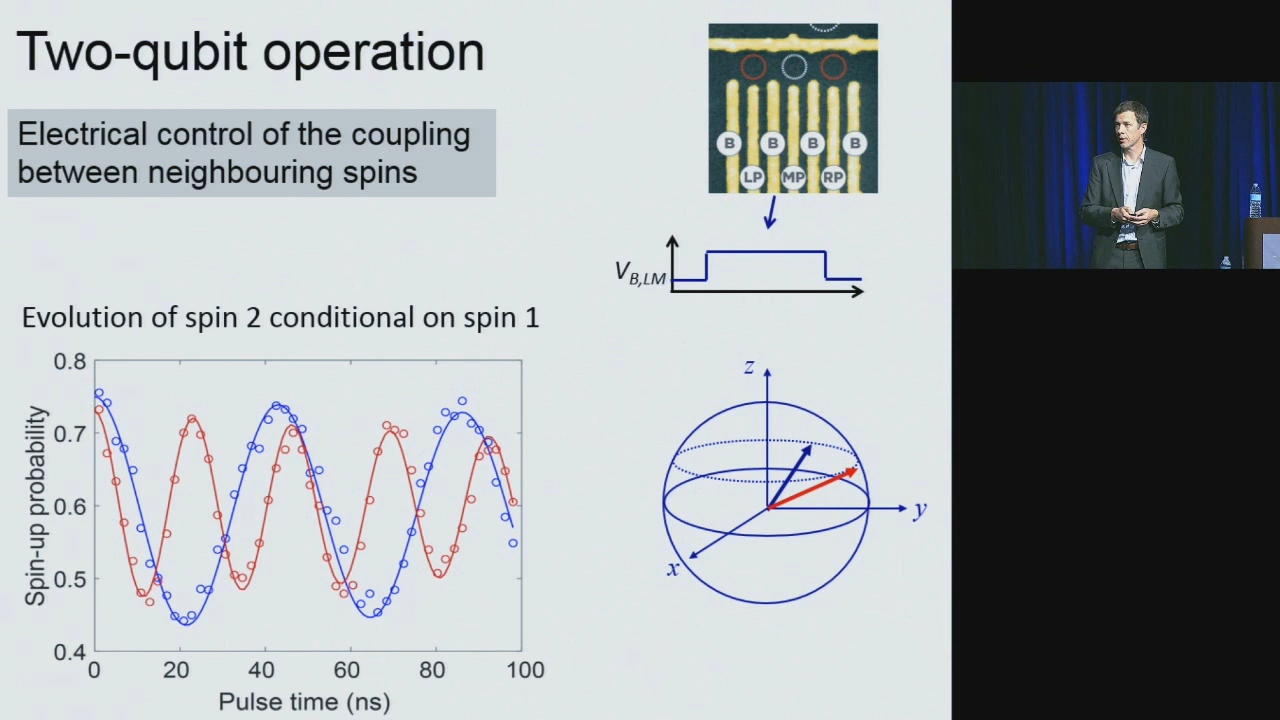 Two-qubit operation
Electrical control of the coupling
between neighbouring spins
B B B B
LP MP RP
V_{B,LM}
Evolution of spin 2 conditional on spin 1
Spin-up probability
0.8
0.7
0.6
0.5
0.4
0 20 40 60 80 100
Pulse time (ns)
z
y
x